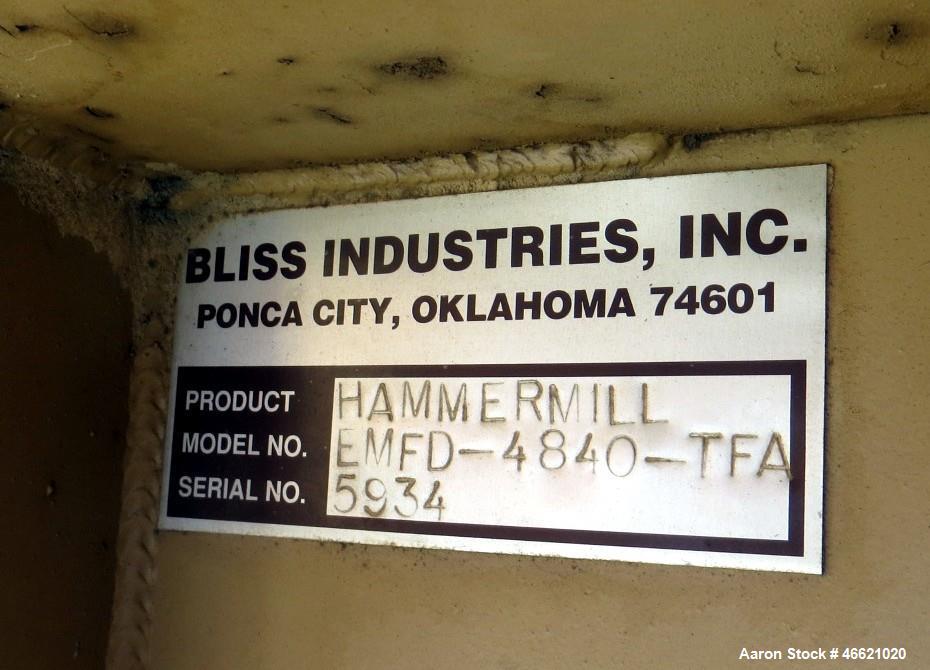 BLISS INDUSTRIES, INC.
PONCA CITY, OKLAHOMA 74601
PRODUCT HAMMERMILL
MODEL NO. EMFD-4840-TFA
SERIAL NO. 5934
Aaron Stock # 46621020